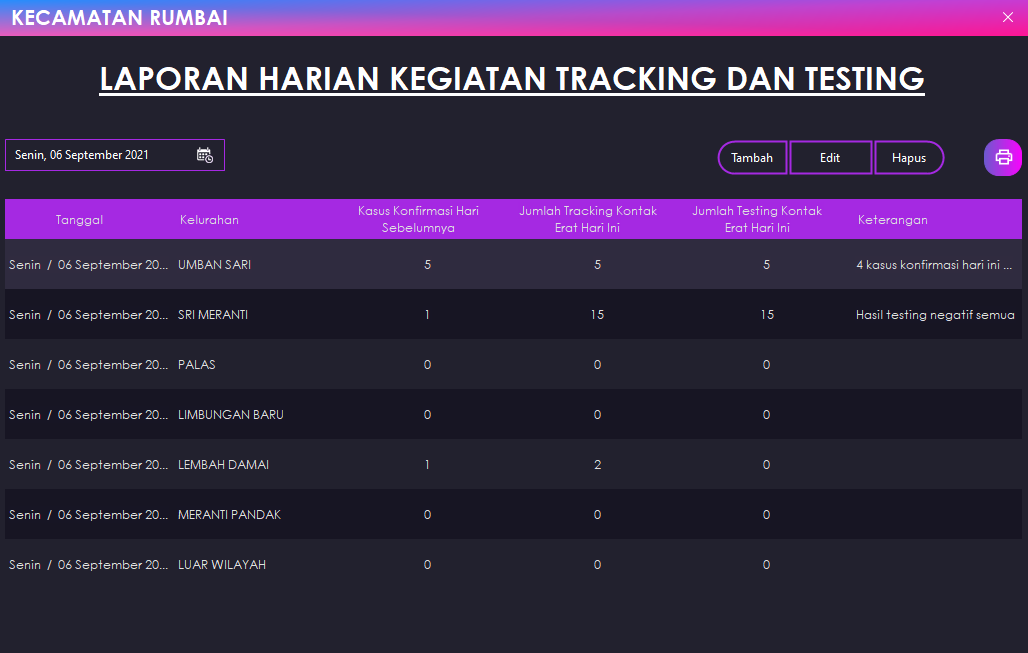 KECAMATAN RUMBAI
LAPORAN HARIAN KEGIATAN TRACKING DAN TESTING
Senin, 06 September 2021
Tambah Edit Hapus
Tanggal Kelurahan Kasus Konfirmasi Hari Sebelumnya Jumlah Tracking Kontak Erat Hari Ini Jumlah Testing Kontak Erat Hari Ini Keterangan
Senin / 06 September 20... UMBAN SARI 5 5 5 4 kasus konfirmasi hari ini ...
Senin / 06 September 20... SRI MERANTI 1 15 15 Hasil testing negatif semua
Senin / 06 September 20... PALAS 0 0 0
Senin / 06 September 20... LIMBUNGAN BARU 0 0 0
Senin / 06 September 20... LEMBAH DAMAI 1 2 0
Senin / 06 September 20... MERANTI PANDAK 0 0 0
Senin / 06 September 20... LUAR WILAYAH 0 0 0